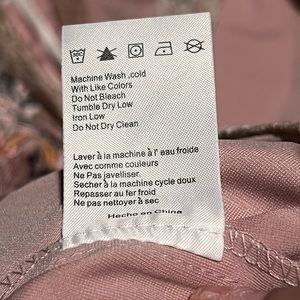 Machine Wash ,cold
With Like Colors
Do Not Bleach
Tumble Dry Low
Iron Low
Do Not Dry Clean
Laver à la machine à l' eau froide
Avec comme couleurs
Ne Pas javelliser.
Sécher à la machine cycle doux
Repasser au fer froid
Ne pas nettoyer à sec
Hecho en China